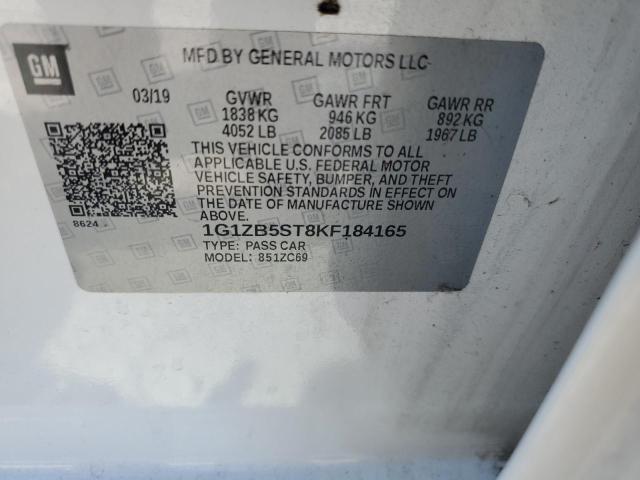 GM
MFD BY GENERAL MOTORS LLC
03/19 GVWR GAWR FRT GAWR RR
1838 KG 946 KG 892 KG
4052 LB 2085 LB 1967 LB
THIS VEHICLE CONFORMS TO ALL
APPLICABLE U.S. FEDERAL MOTOR
VEHICLE SAFETY, BUMPER, AND THEFT
PREVENTION STANDARDS IN EFFECT ON
THE DATE OF MANUFACTURE SHOWN
ABOVE.
8624
1G1ZB5ST8KF184165
TYPE: PASS CAR
MODEL: 851ZC69